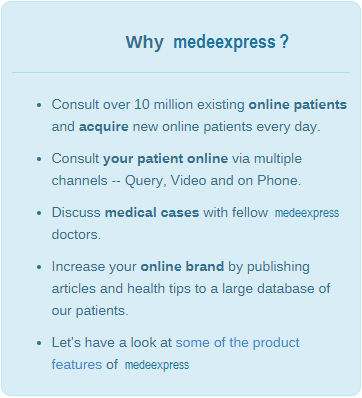 Why medeexpress ?
Consult over 10 million existing online patients
and acquire new online patients every day.
Consult your patient online via multiple
channels -- Query, Video and on Phone.
Discuss medical cases with fellow medeexpress
doctors.
Increase your online brand by publishing
articles and health tips to a large database of
our patients.
Let's have a look at some of the product
features of medeexpress